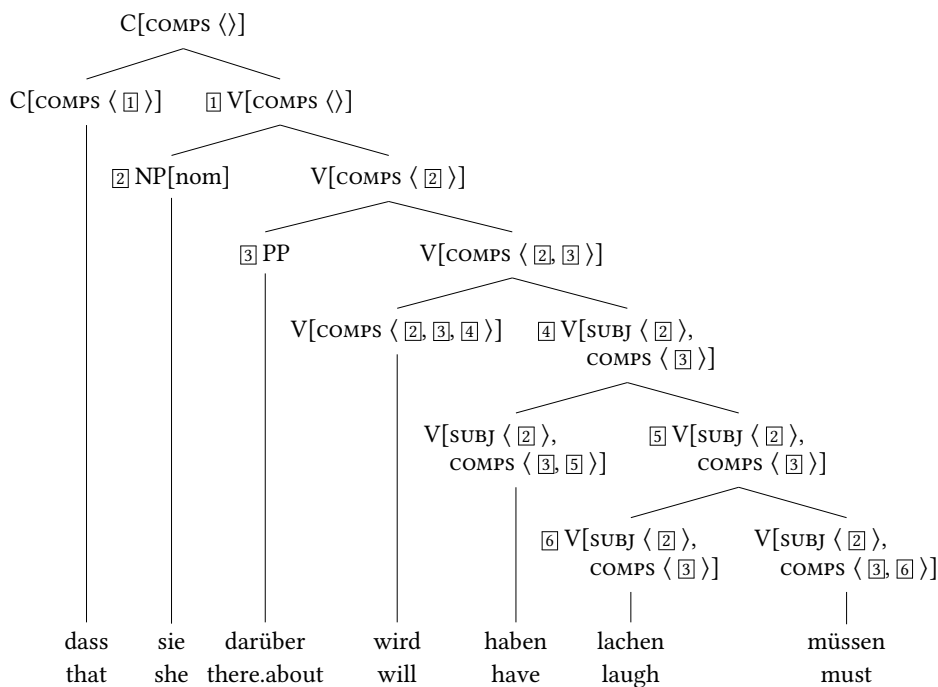 C[COMPS ⟨⟩]
C[COMPS ⟨ 1 ⟩] 1 V[COMPS ⟨⟩]
2 NP[nom] V[COMPS ⟨ 2 ⟩]
3 PP V[COMPS ⟨ 2, 3 ⟩]
V[COMPS ⟨ 2, 3, 4 ⟩] 4 V[SUBJ ⟨ 2 ⟩,
COMPS ⟨ 3 ⟩]
V[SUBJ ⟨ 2 ⟩, 5 V[SUBJ ⟨ 2 ⟩,
COMPS ⟨ 3, 5 ⟩] COMPS ⟨ 3 ⟩]
6 V[SUBJ ⟨ 2 ⟩, V[SUBJ ⟨ 2 ⟩,
COMPS ⟨ 3 ⟩] COMPS ⟨ 3, 6 ⟩]
dass sie darüber wird haben lachen müssen
that she there.about will have laugh must